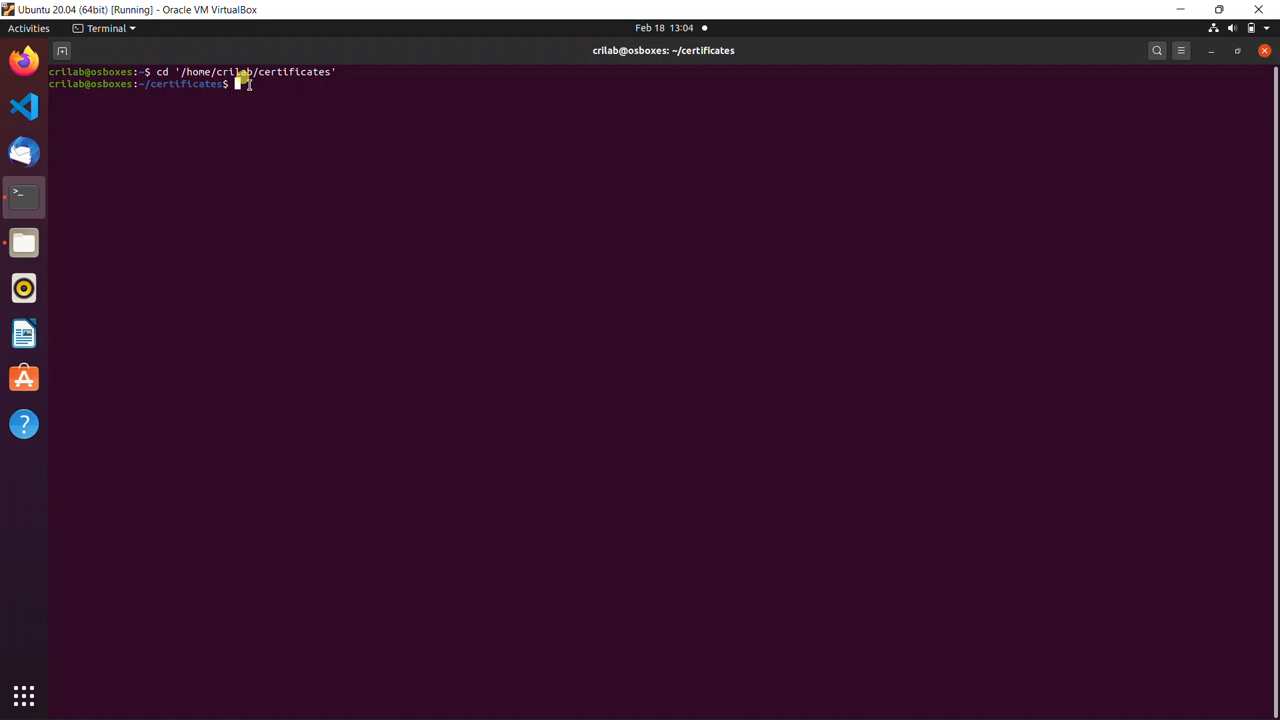 Ubuntu 20.04 (64bit) [Running] - Oracle VM VirtualBox
Activities
Terminal
Feb 18 13:04
crilab@osboxes: ~/certificates
crilab@osboxes:~$ cd '/home/crilab/certificates'
crilab@osboxes:~/certificates$